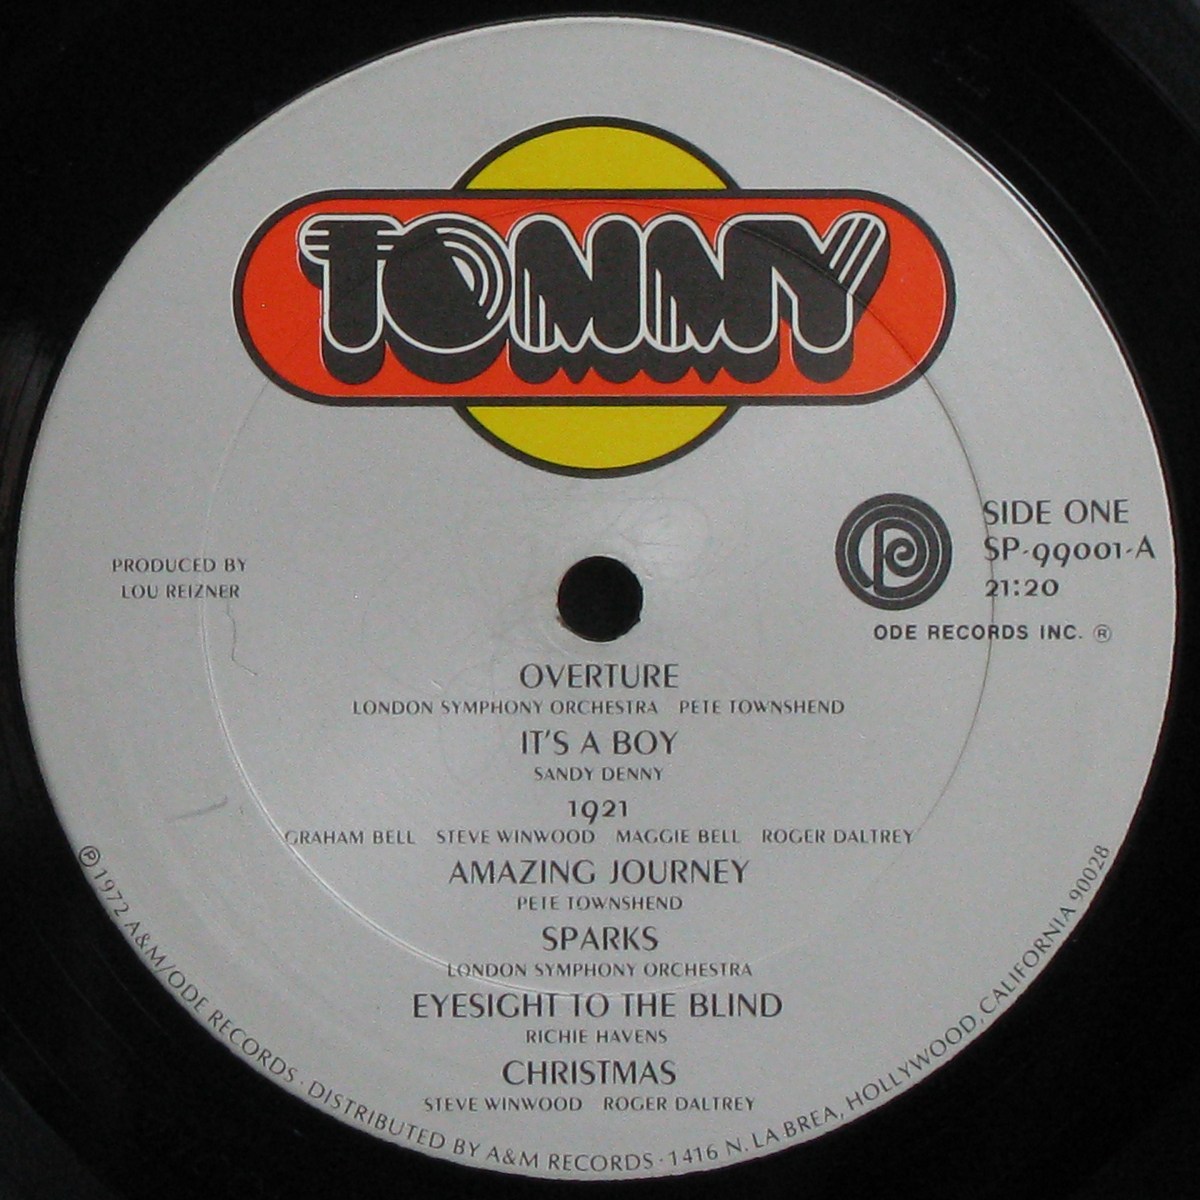 TOMMY
SIDE ONE
SP-99001-A
21:20
ODE RECORDS INC. ®
PRODUCED BY
LOU REIZNER
OVERTURE
LONDON SYMPHONY ORCHESTRA PETE TOWNSHEND
IT'S A BOY
SANDY DENNY
1921
GRAHAM BELL STEVE WINWOOD MAGGIE BELL ROGER DALTREY
AMAZING JOURNEY
PETE TOWNSHEND
SPARKS
LONDON SYMPHONY ORCHESTRA
EYESIGHT TO THE BLIND
RICHIE HAVENS
CHRISTMAS
STEVE WINWOOD ROGER DALTREY
℗ 1972 A&M/ODE RECORDS · DISTRIBUTED BY A&M RECORDS · 1416 N. LA BREA, HOLLYWOOD, CALIFORNIA 90028